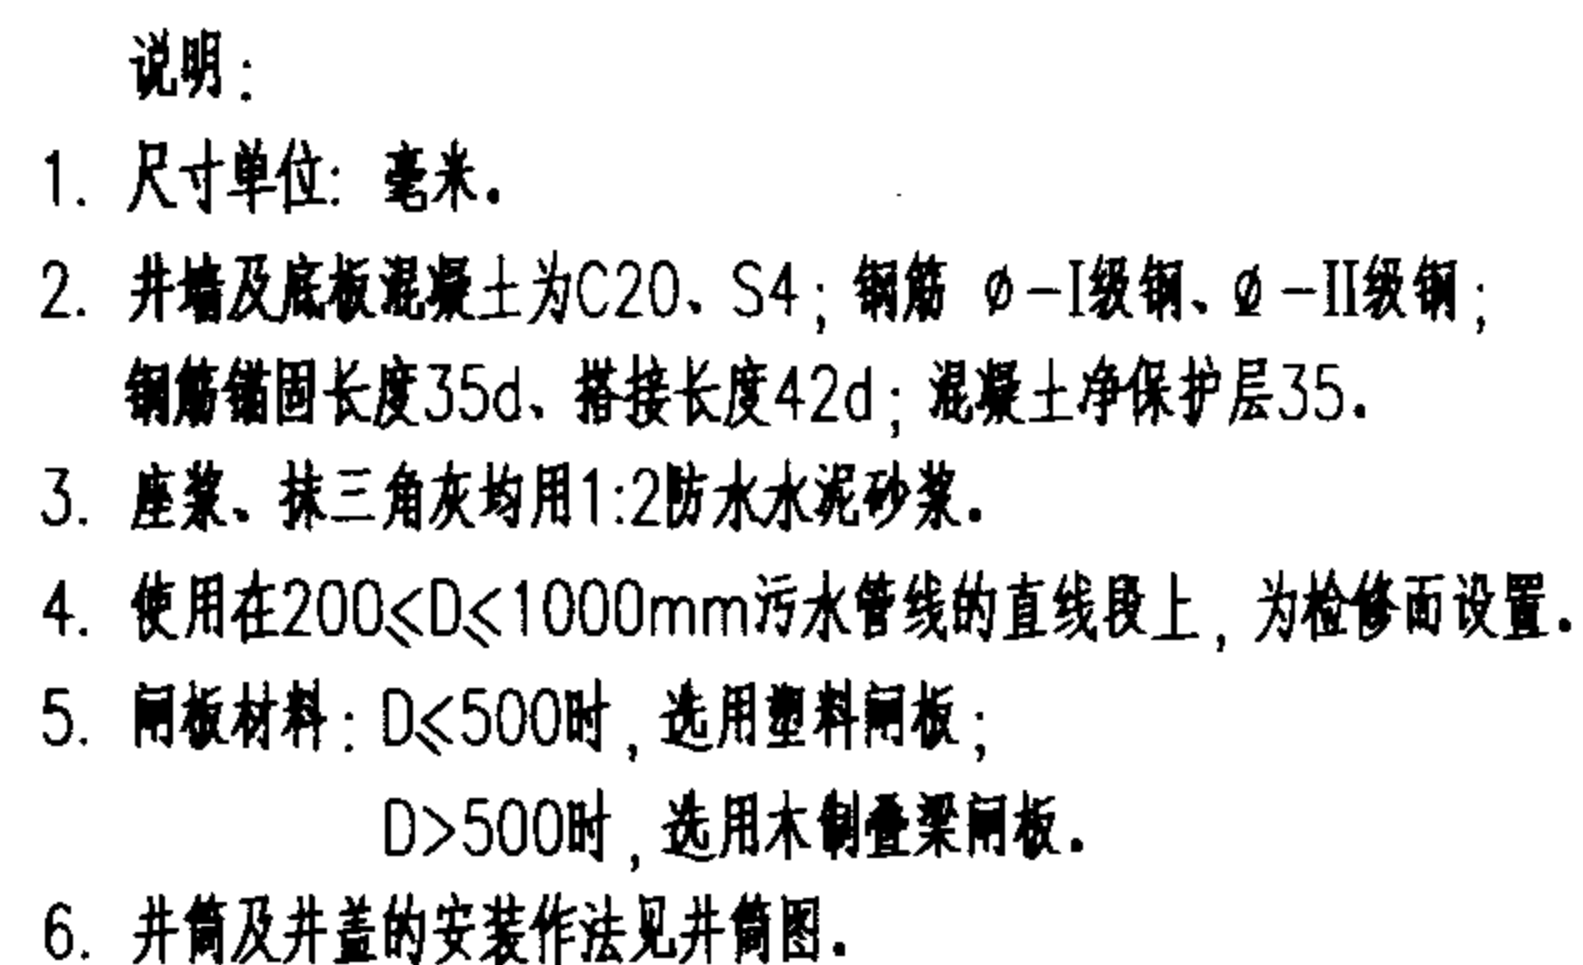 说明:
1. 尺寸单位: 毫米。
2. 井墙及底板混凝土为C20、S4; 钢筋 ϕ-I级钢、Φ-II级钢;
钢筋锚固长度35d、搭接长度42d; 混凝土净保护层35。
3. 座浆、抹三角灰均用1:2防水水泥砂浆。
4. 使用在200≤D≤1000mm污水管线的直线段上, 为检修而设置。
5. 闸板材料: D≤500时, 选用塑料闸板;
D>500时, 选用木制叠梁闸板。
6. 井筒及井盖的安装作法见井筒图。